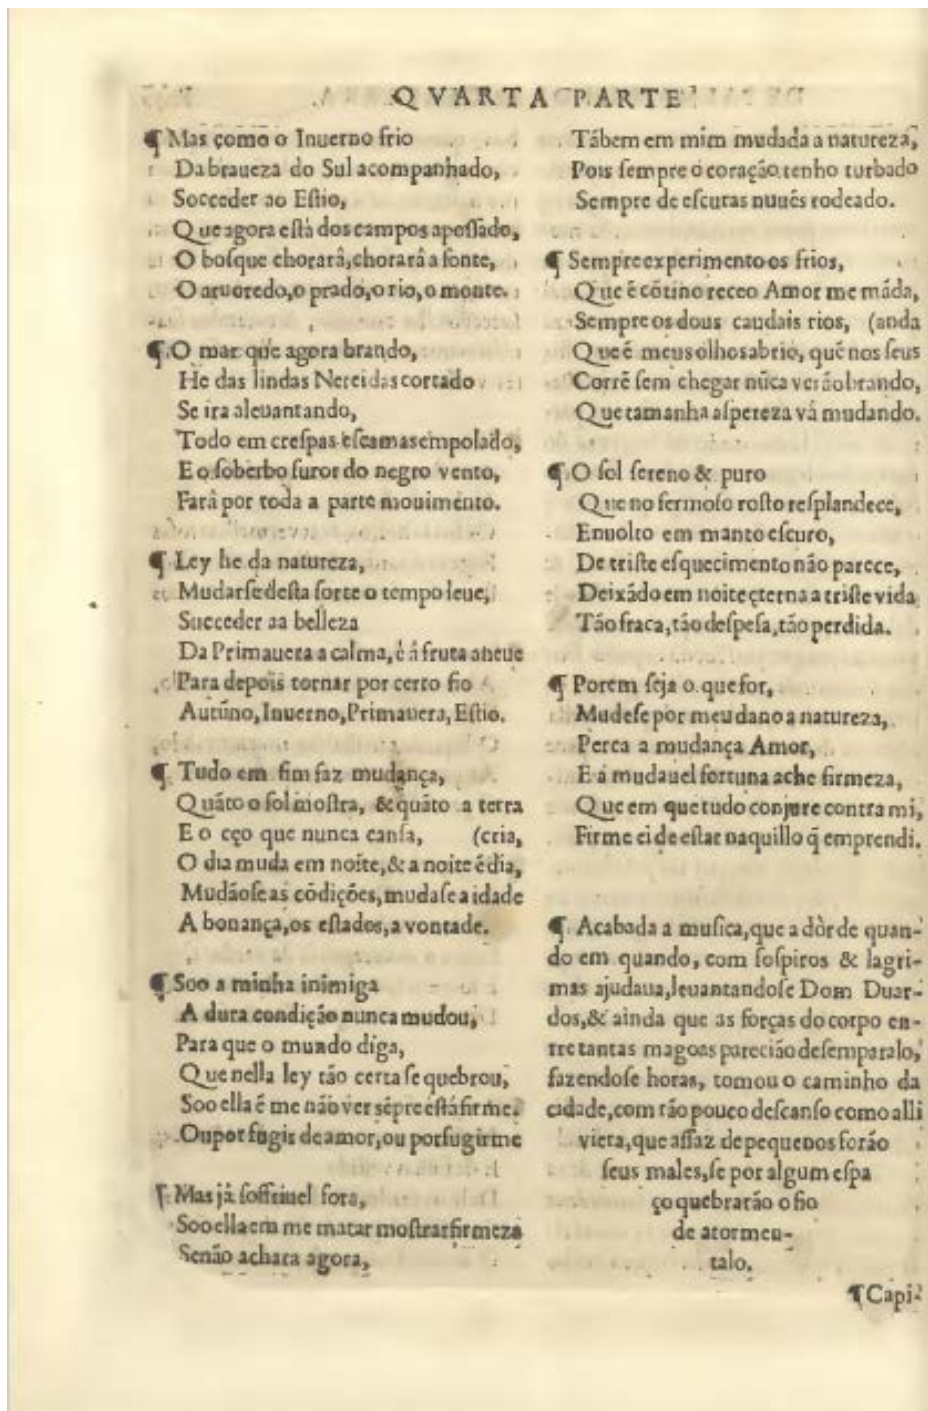 QVARTA PARTE
¶ Mas como o Inuerno frio
Da braueza do Sul acompanhado,
Socceder ao Eſtio,
Que agora eſtà dos campos apoſſado,
O boſque chorarâ, chorarâ a fonte,
O aruoredo, o prado, o rio, o monte.
¶ O mar que agora brando,
He das lindas Nereidas cortado
Se ira aleuantando,
Todo em creſpas eſcamas empolado,
E o ſoberbo furor do negro vento,
Farâ por toda a parte mouimento.
¶ Ley he da natureza,
Mudarſe deſta ſorte o tempo leue,
Succeder aa belleza
Da Primauera a calma, é á fruta a neue
Para depois tornar por certo fio
Autũno, Inuerno, Primauera, Eſtio.
¶ Tudo em fim faz mudança,
Quãto o ſol moſtra, & quãto a terra
E o cęo que nunca canſa, (cria,
O dia muda em noite, & a noite é dia,
Mudãoſe as cõdições, mudaſe a idade
A bonança, os eſtados, a vontade.
¶ Soo a minha inimiga
A dura condição nunca mudou,
Para que o mundo diga,
Que nella ley tão certa ſe quebrou,
Soo ella é me não ver sẽpre eſtá firme.
Ou por fugir de amor, ou por fugirme
¶ Mas já ſoffriuel fora,
Soo ella em me matar moſtrar firmeza
Senão achara agora,
Tábem em mim mudada a natureza,
Pois ſempre o coração tenho turbado
Sempre de eſcuras nuuẽs rodeado.
¶ Sempre experimento os frios,
Que ẽ cõtino receo Amor me máda,
Sempre os dous caudais rios, (anda
Que ẽ meus olhos abrio, quẽ nos ſeus
Corrẽ ſem chegar nũca verão brando,
Que tamanha aſpereza vá mudando.
¶ O ſol ſereno & puro
Que no fermoſo roſto reſplandece,
Enuolto em manto eſcuro,
De triſte eſquecimento não parece,
Deixádo em noite ęterna a triſte vida
Tão fraca, tão deſpeſa, tão perdida.
¶ Porem ſeja o que for,
Mudeſe por meu dano a natureza,
Perca a mudança Amor,
E á mudauel fortuna ache firmeza,
Que em que tudo conjure contra mi,
Firme ei de eſtar naquillo q̃ emprendi.
¶ Acabada a muſica, que a dòr de quan-
do em quando, com ſoſpiros & lagri-
mas ajudaua, leuantandoſe Dom Duar-
dos, & ainda que as forças do corpo en-
tre tantas magoas parecião deſemparalo,
fazendoſe horas, tomou o caminho da
cidade, com tão pouco deſcanſo como alli
viera, que aſſaz de pequenos forão
ſeus males, ſe por algum eſpa
ço quebrarão o fio
de atormen-
talo.
¶ Capi-